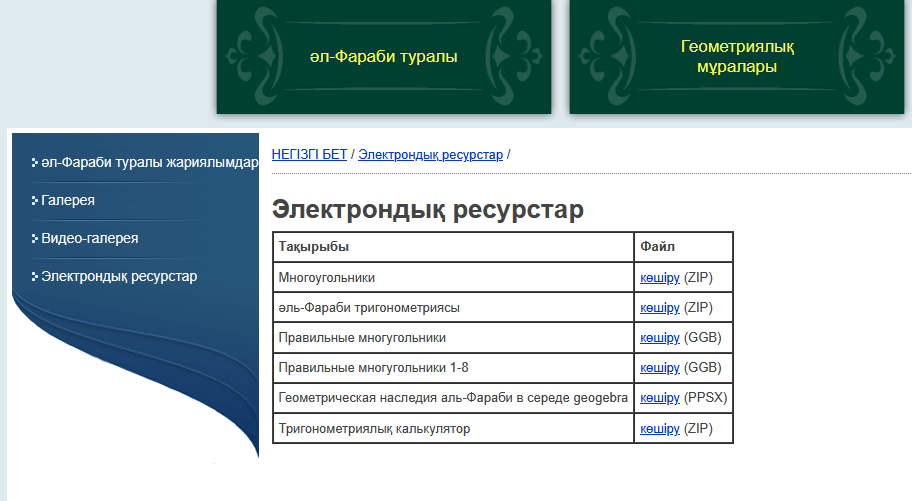 әл-Фараби туралы
Геометриялық
мұралары
әл-Фараби туралы жариялымдар
Галерея
Видео-галерея
Электрондық ресурстар
НЕГІЗГІ БЕТ / Электрондық ресурстар /
Электрондық ресурстар
Тақырыбы Файл
Многоугольники көшіру (ZIP)
әль-Фараби тригонометриясы көшіру (ZIP)
Правильные многугольники көшіру (GGB)
Правильные многугольники 1-8 көшіру (GGB)
Геометрическая наследия аль-Фараби в середе geogebra көшіру (PPSX)
Тригонометриялық калькулятор көшіру (ZIP)